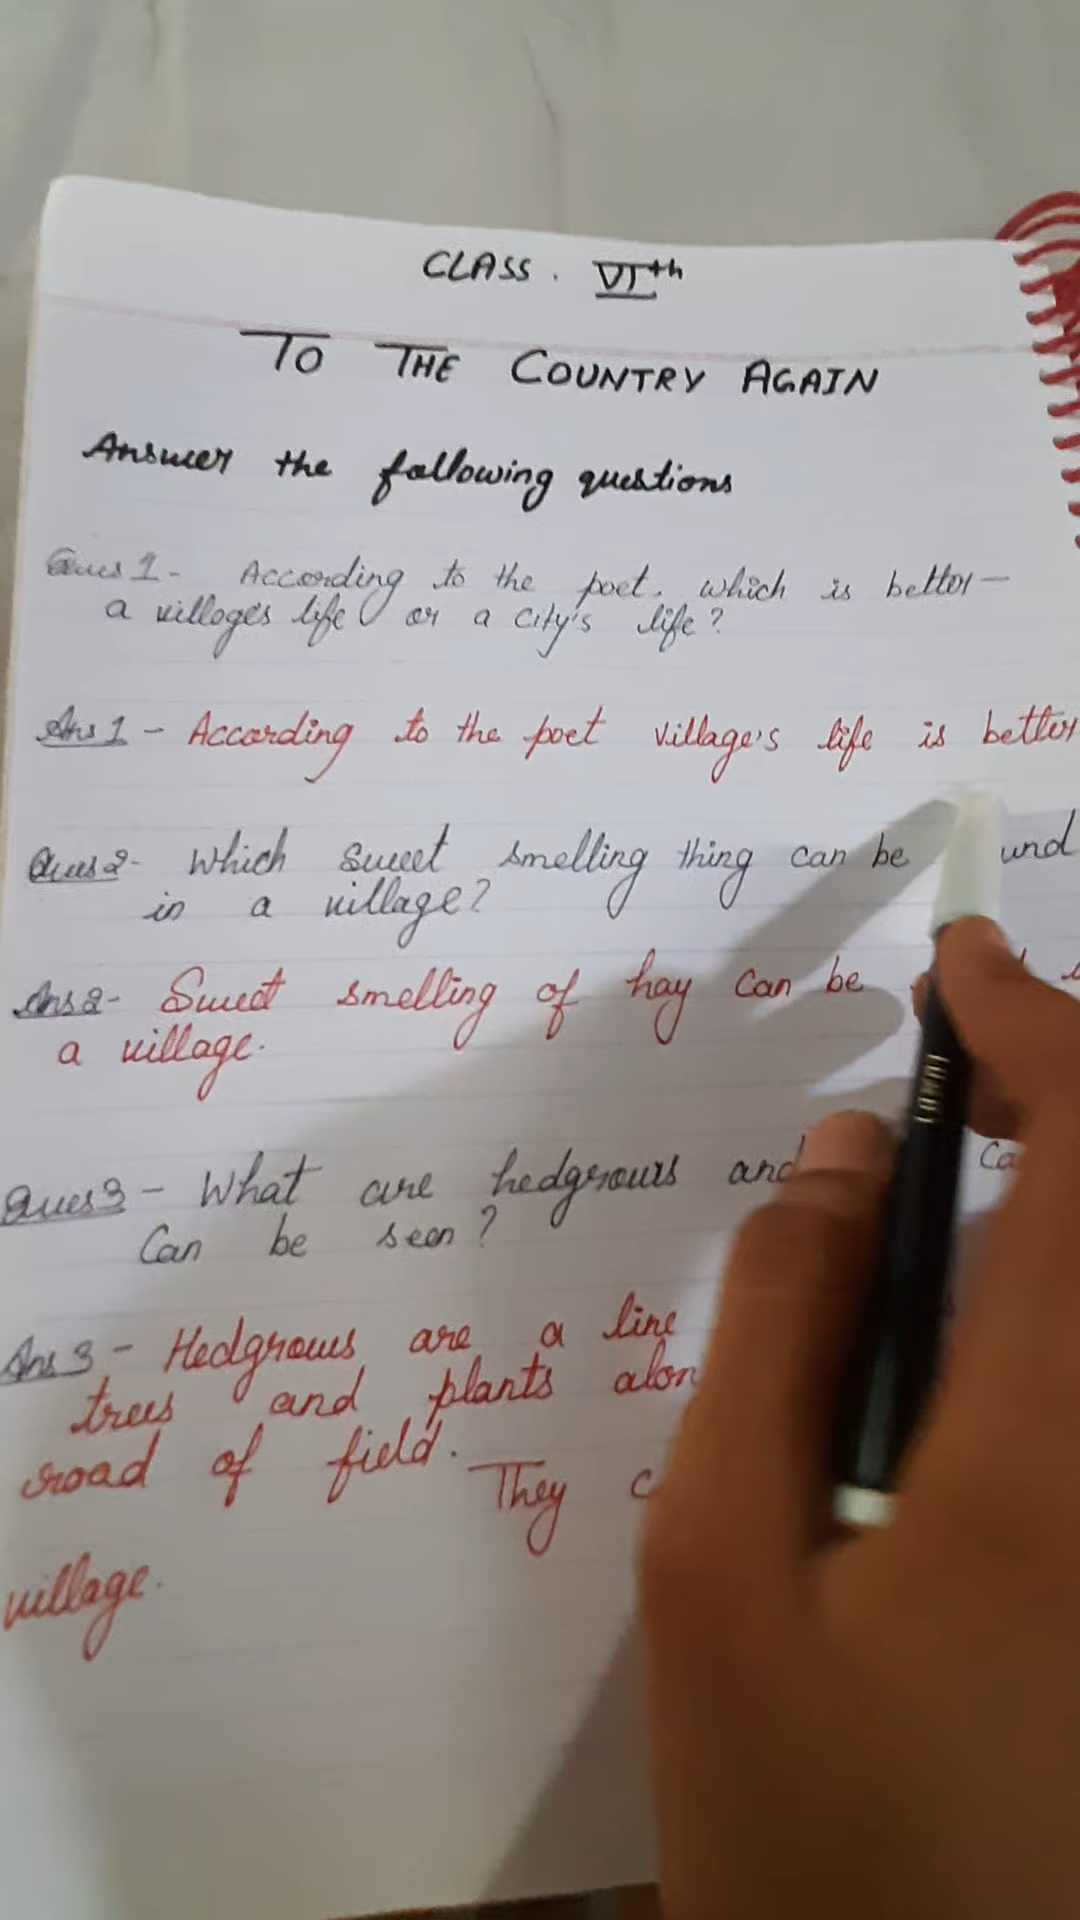 CLASS. VIth
TO THE COUNTRY AGAIN
Answer the following questions
Ques 1- According to the poet, which is better-
a villoges life or a city's life?
Ans 1 - According to the poet village's life is better
Ques 2- Which sweet smelling thing can be und
in a village?
Ans 2- Sweet smelling of hay can be
a village.
Ques 3 - What are hedgrows and ca
Can be seen?
Ans 3 - Hedgrows are a line
trees and plants alon
road of field. They c
village.
LUXOR